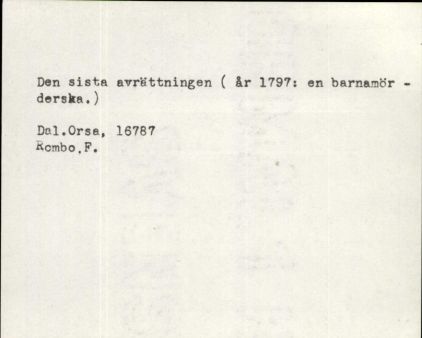 Den sista avrättningen ( år 1797: en barnamör -
derska.)
Dal.Orsa, 16787
Rombo,F.